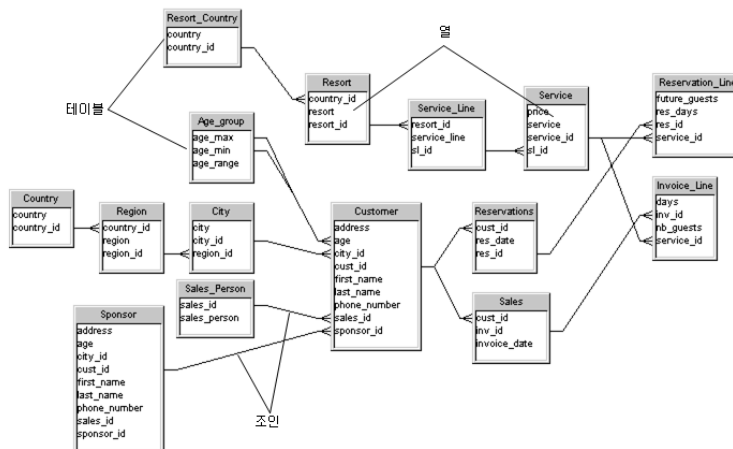 Resort_Country
country
country_id
열
테이블
Resort
country_id
resort
resort_id
Service_Line
resort_id
service_line
sl_id
Service
price
service
service_id
sl_id
Reservation_Line
future_guests
res_days
res_id
service_id
Age_group
age_max
age_min
age_range
Country
country
country_id
Region
country_id
region
region_id
City
city
city_id
region_id
Customer
address
age
city_id
cust_id
first_name
last_name
phone_number
sales_id
sponsor_id
Reservations
cust_id
res_date
res_id
Invoice_Line
days
inv_id
nb_guests
service_id
Sales_Person
sales_id
sales_person
Sales
cust_id
inv_id
invoice_date
Sponsor
address
age
city_id
cust_id
first_name
last_name
phone_number
sales_id
sponsor_id
조인